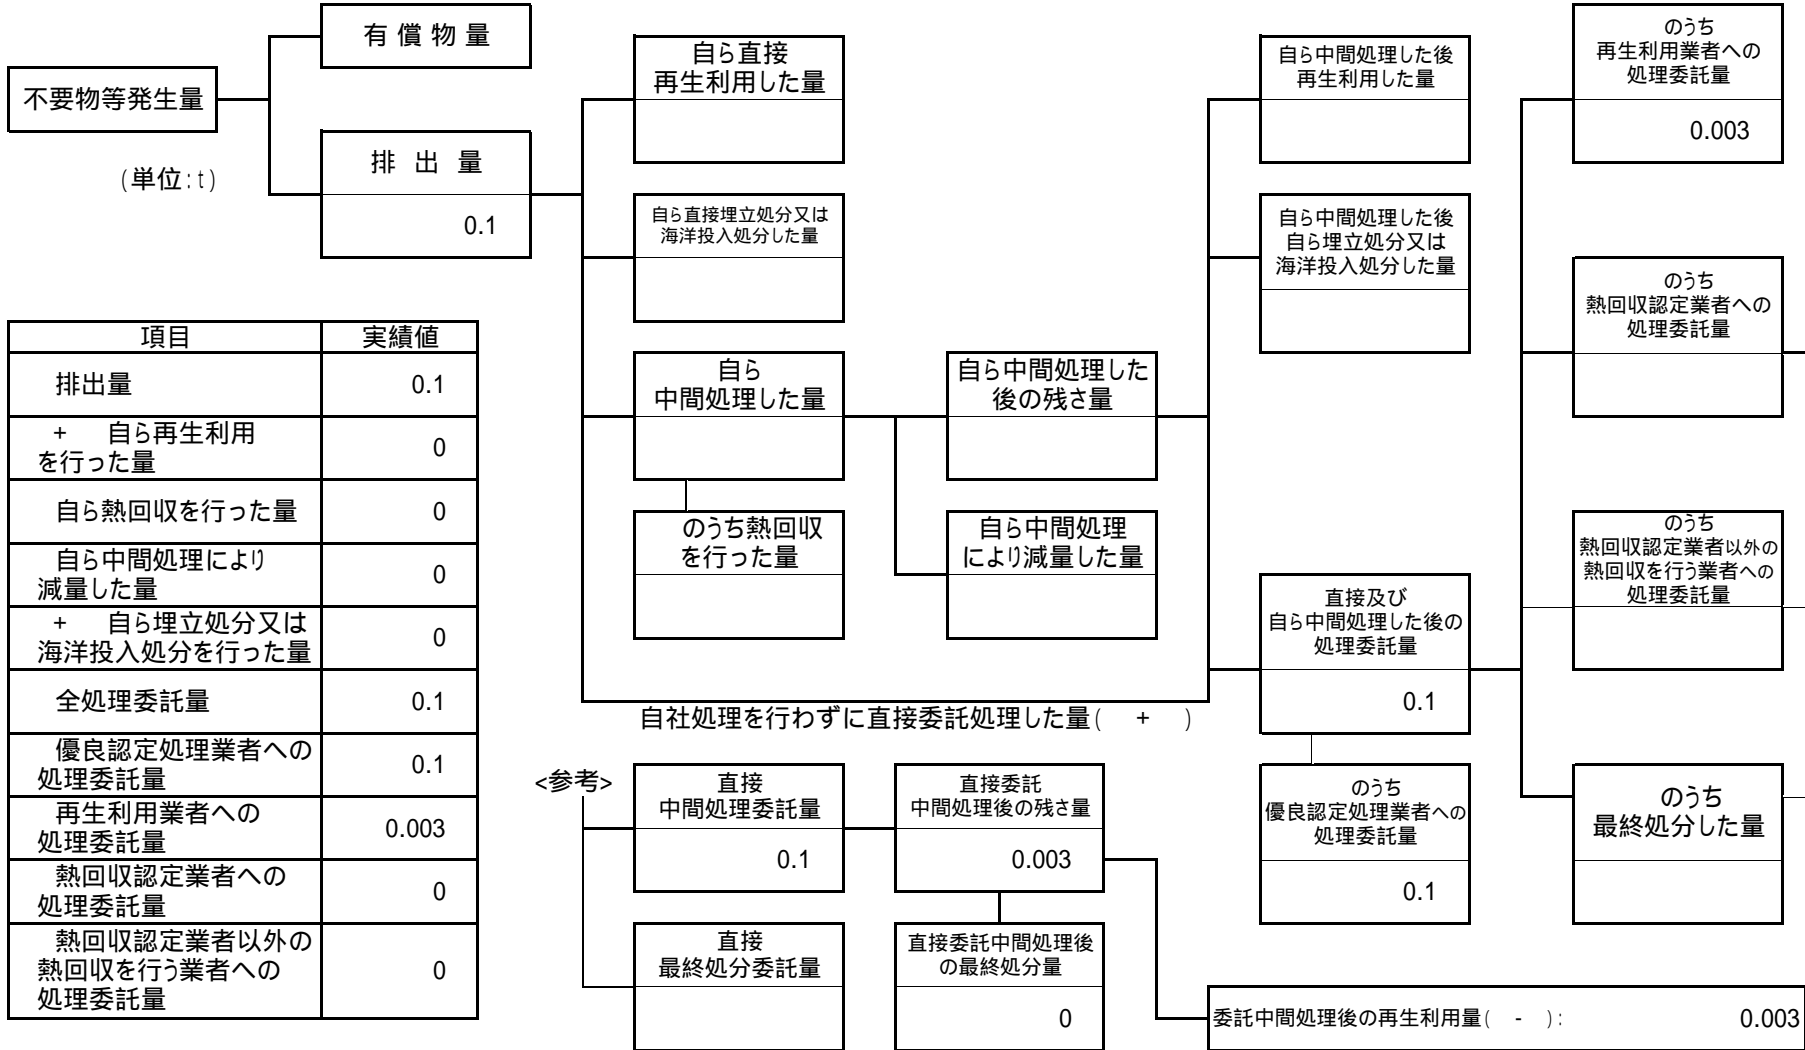 有償物量
不要物等発生量
(単位:t)
排出量
0.1
自ら直接
再生利用した量
自ら直接埋立処分又は
海洋投入処分した量
自ら
中間処理した量
のうち熱回収
を行った量
自ら中間処理した
後の残さ量
自ら中間処理
により減量した量
自ら中間処理した後
再生利用した量
自ら中間処理した後
自ら埋立処分又は
海洋投入処分した量
直接及び
自ら中間処理した後の
処理委託量
0.1
のうち
優良認定処理業者への
処理委託量
0.1
のうち
再生利用業者への
処理委託量
0.003
のうち
熱回収認定業者への
処理委託量
のうち
熱回収認定業者以外の
熱回収を行う業者への
処理委託量
のうち
最終処分した量
自社処理を行わずに直接委託処理した量( + )
項目 実績値
排出量 0.1
+ 自ら再生利用
を行った量 0
自ら熱回収を行った量 0
自ら中間処理により
減量した量 0
+ 自ら埋立処分又は
海洋投入処分を行った量 0
全処理委託量 0.1
優良認定処理業者への
処理委託量 0.1
再生利用業者への
処理委託量 0.003
熱回収認定業者への
処理委託量 0
熱回収認定業者以外の
熱回収を行う業者への
処理委託量 0
<参考>
直接
中間処理委託量
0.1
直接委託
中間処理後の残さ量
0.003
直接
最終処分委託量
直接委託中間処理後
の最終処分量
0
委託中間処理後の再生利用量( - ): 0.003